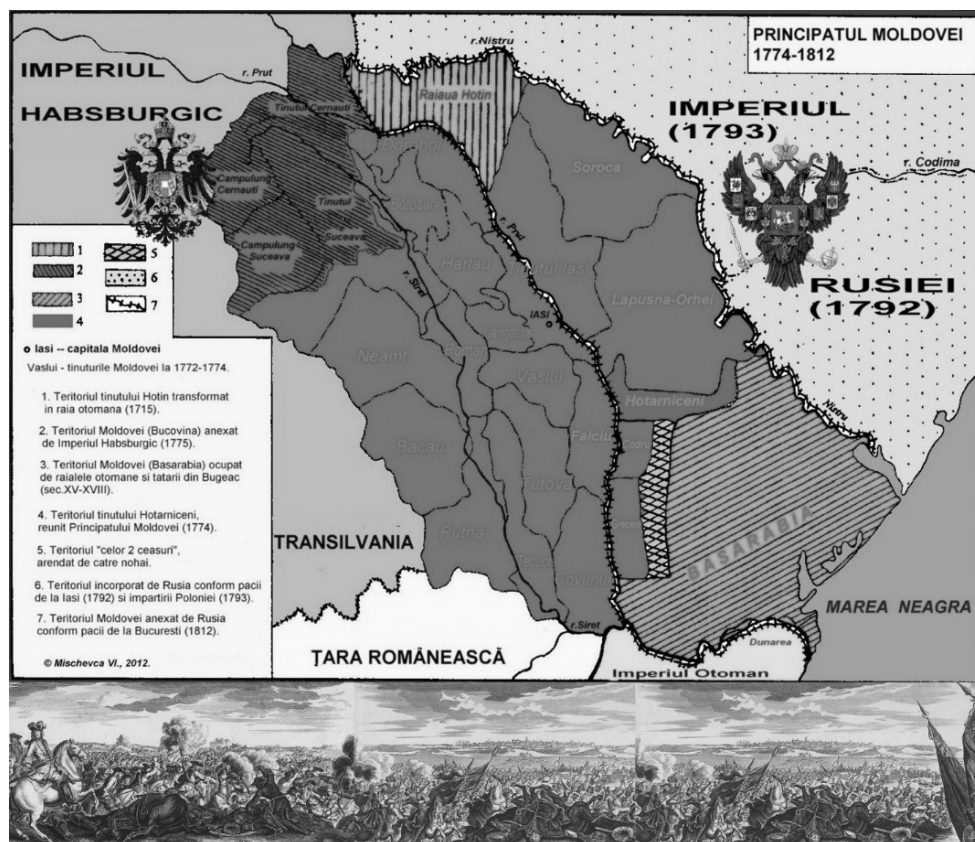 PRINCIPATUL MOLDOVEI
1774-1812
r. Nistru
IMPERIUL
HABSBURGIC
r. Prut
Tinutul Cernauti
Raiaua Hotin
IMPERIUL
(1793)
r. Codima
Dorohoi
Soroca
Campulung
Cernauti
Tinutul
Suceava
Botosani
Campulung
Suceava
r. Prut
Harlau
Tinutul Iasi
r. Siret
Lapusna-Orhei
RUSIEI
(1792)
IASI
1
2
3
4
5
6
7
Iasi -- capitala Moldovei
Vaslui - tinuturile Moldovei la 1772-1774.
1. Teritoriul tinutului Hotin transformat
in raia otomana (1715).
2. Teritoriul Moldovei (Bucovina) anexat
de Imperiul Habsburgic (1775).
3. Teritoriul Moldovei (Basarabia) ocupat
de raialele otomane si tatarii din Bugeac
(sec.XV-XVIII).
4. Teritoriul tinutului Hotarniceni,
reunit Principatului Moldovei (1774).
5. Teritoriul "celor 2 ceasuri",
arendat de catre nohai.
6. Teritoriul incorporat de Rusia conform pacii
de la Iasi (1792) si impartirii Poloniei (1793).
7. Teritoriul Moldovei anexat de Rusia
conform pacii de la Bucuresti (1812).
© Mischevca Vl., 2012.
Neamt
Roman
Vaslui
Hotarniceni
Nistru
Bacau
Falciu
Codru
Tutova
Greceni
Putna
Tecuci
Covurlui
BASARABIA
TRANSILVANIA
MAREA NEAGRA
r.Siret
Dunarea
ȚARA ROMÂNEASCĂ
Imperiul Otoman